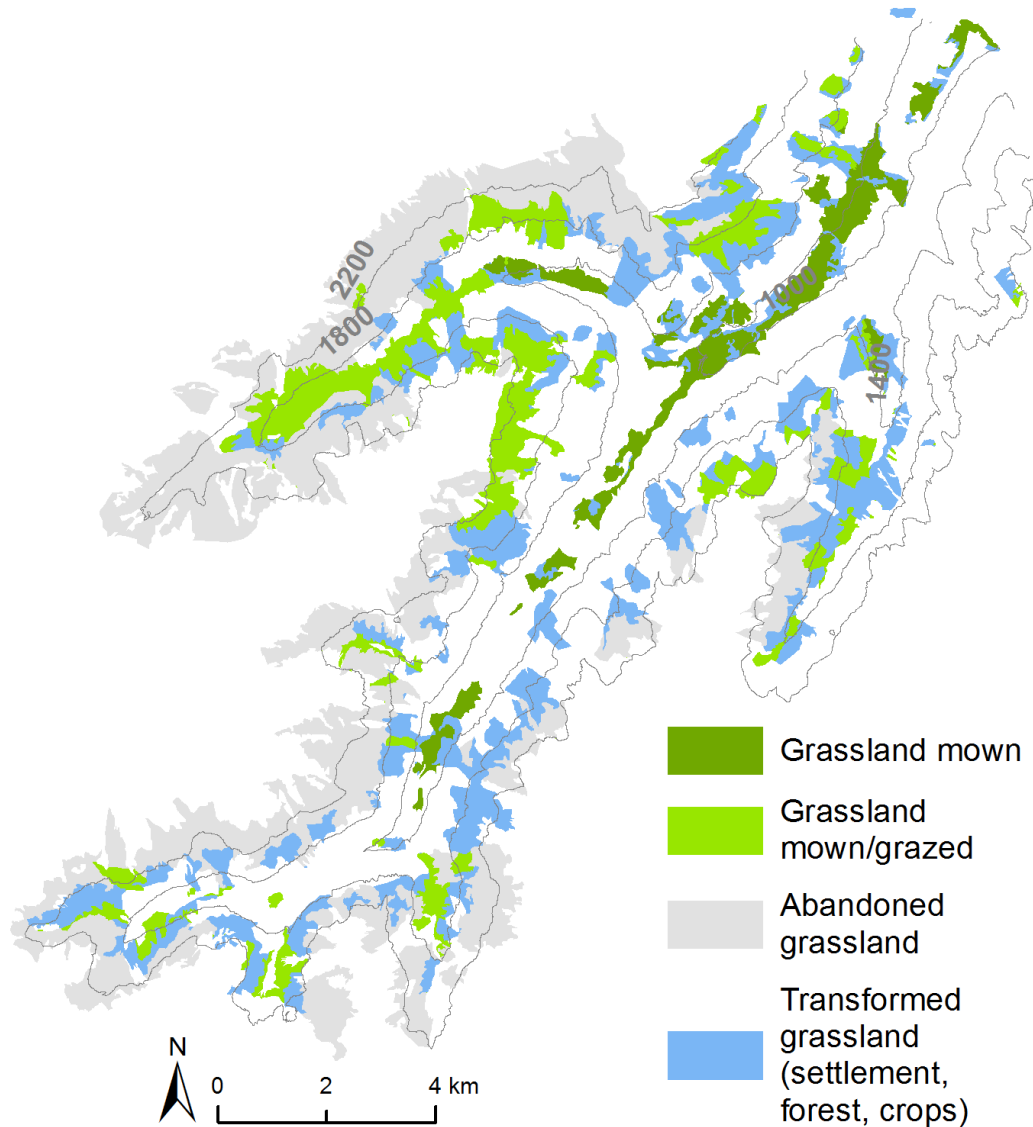 2200
1800
1000
1400
Grassland mown
Grassland
mown/grazed
Abandoned
grassland
Transformed
grassland
(settlement,
forest, crops)
N
0 2 4 km